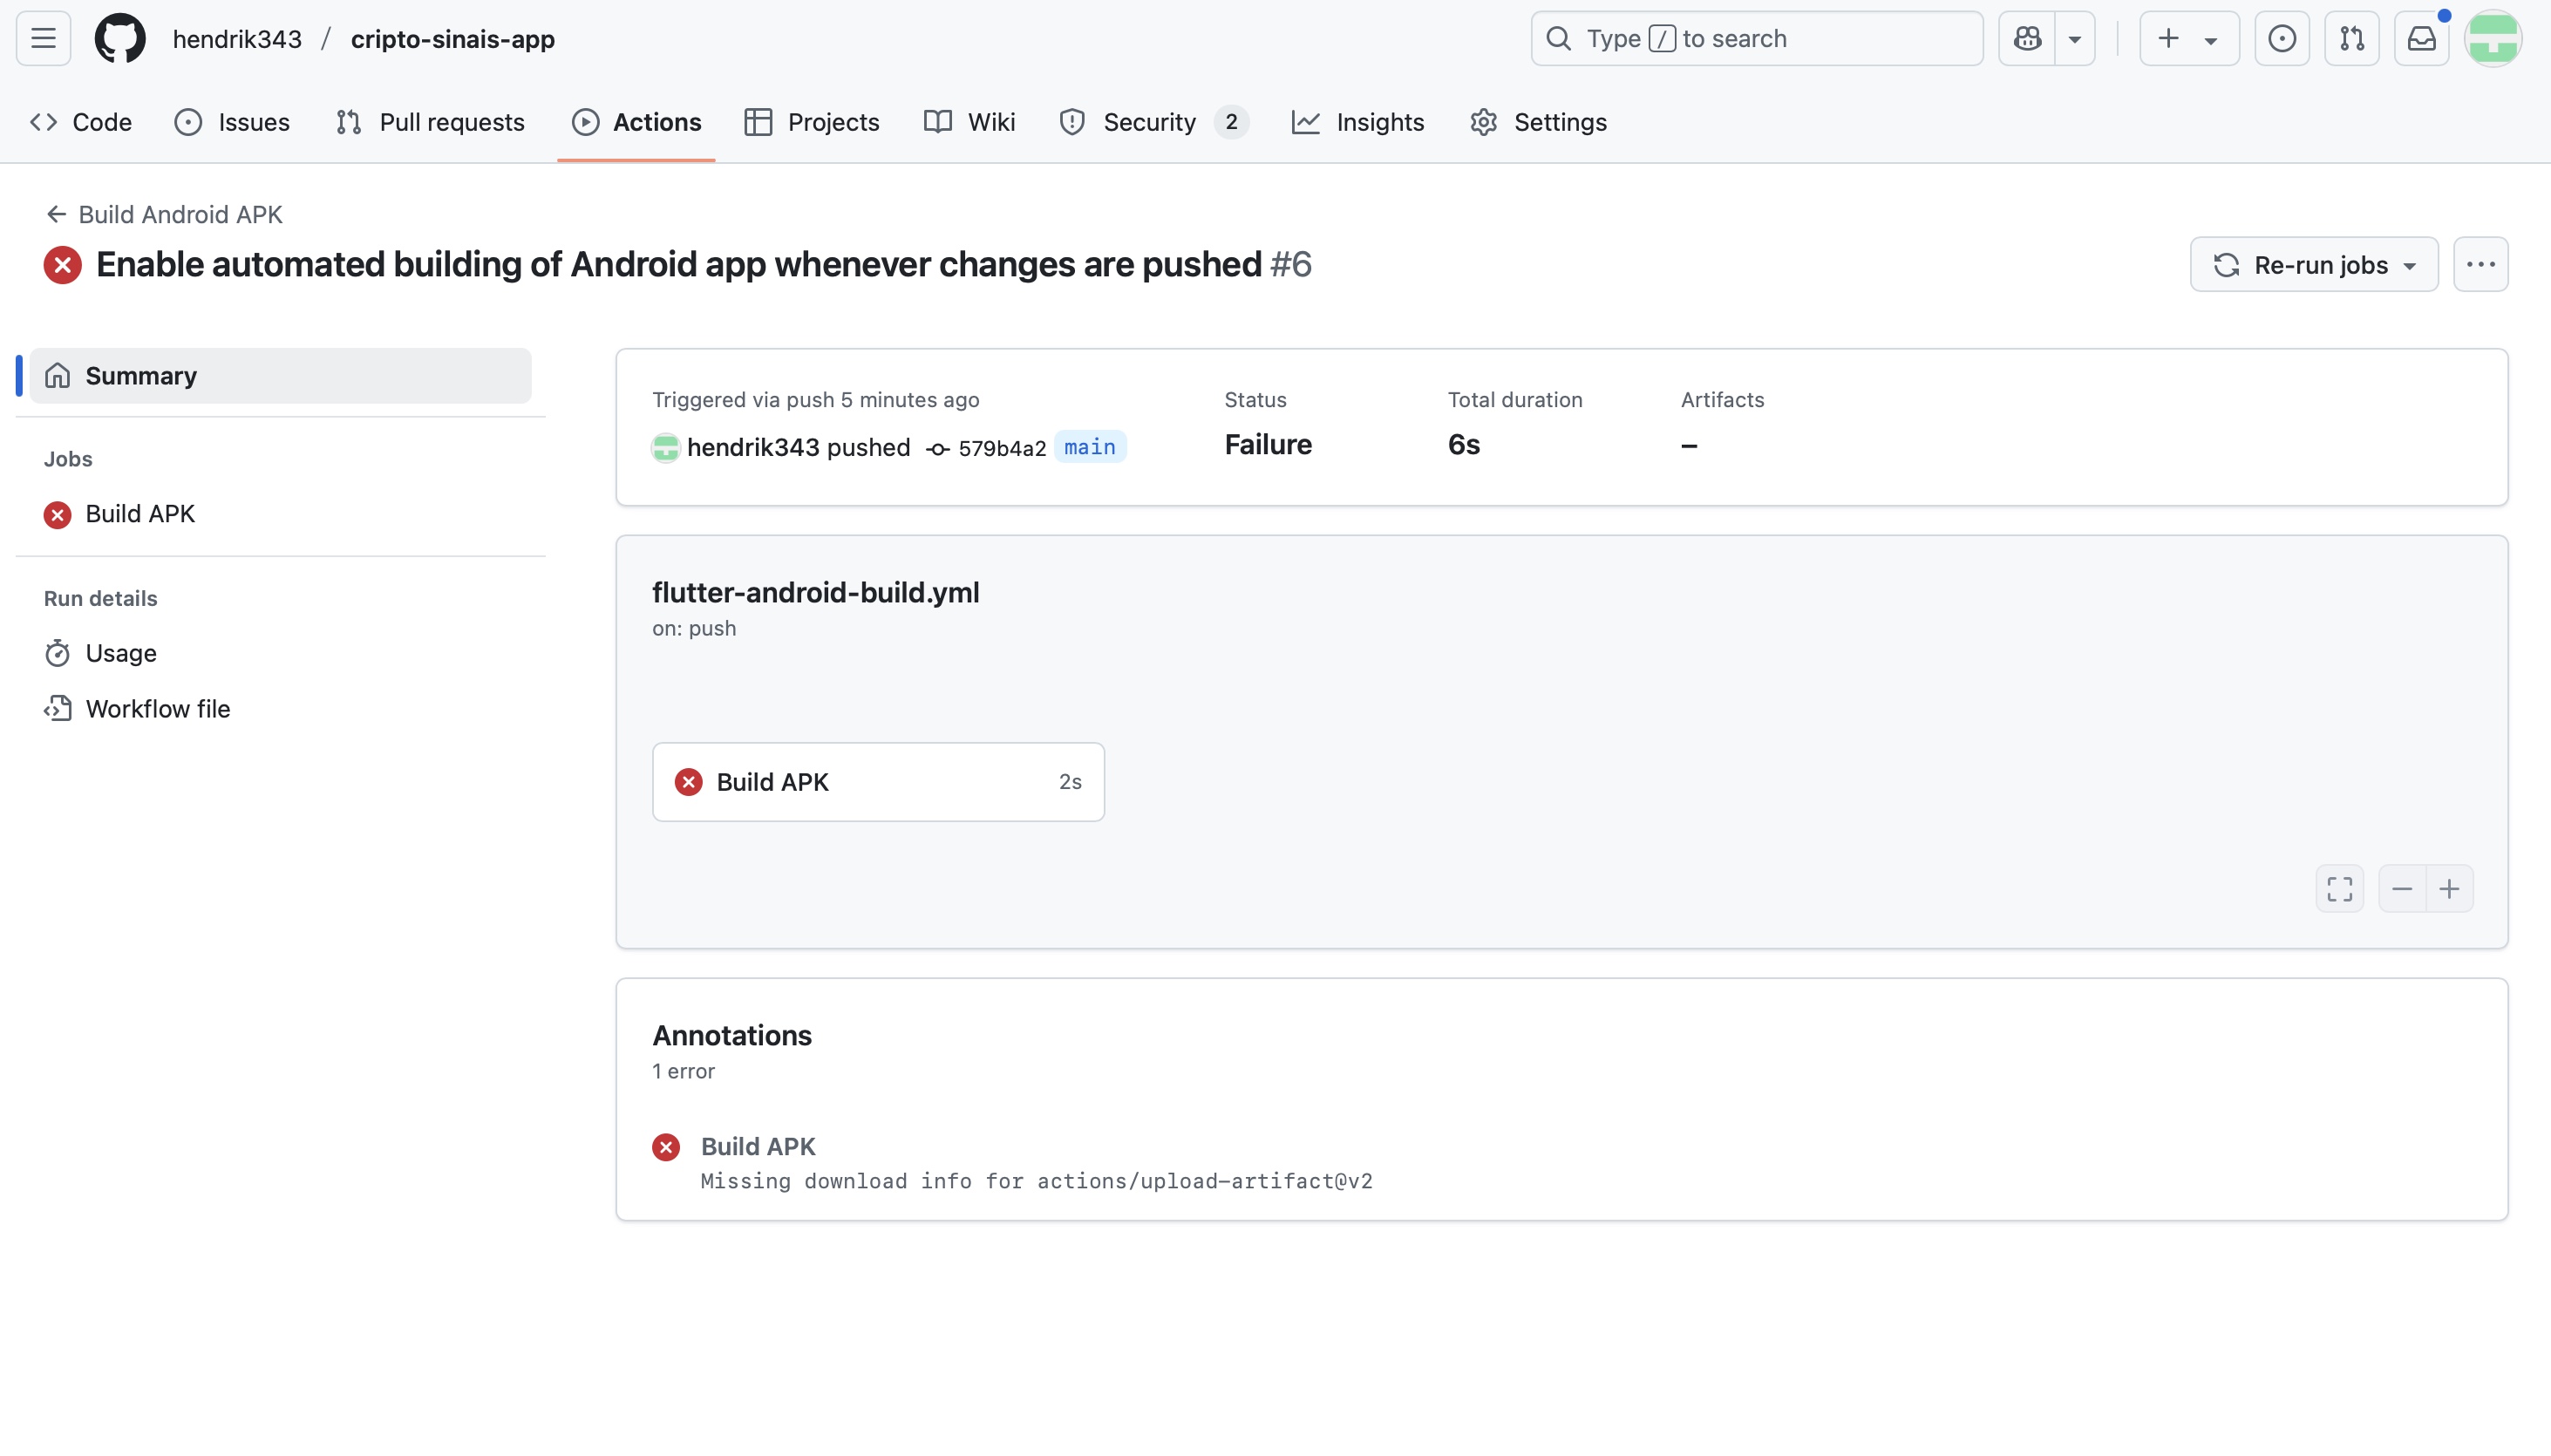 hendrik343 / cripto-sinais-app
Type / to search
Code Issues Pull requests Actions Projects Wiki Security 2 Insights Settings
Build Android APK
Enable automated building of Android app whenever changes are pushed #6
Re-run jobs
Summary
Jobs
Build APK
Run details
Usage
Workflow file
Triggered via push 5 minutes ago
hendrik343 pushed 579b4a2 main
Status
Failure
Total duration
6s
Artifacts
–
flutter-android-build.yml
on: push
Build APK 2s
Annotations
1 error
Build APK
Missing download info for actions/upload-artifact@v2